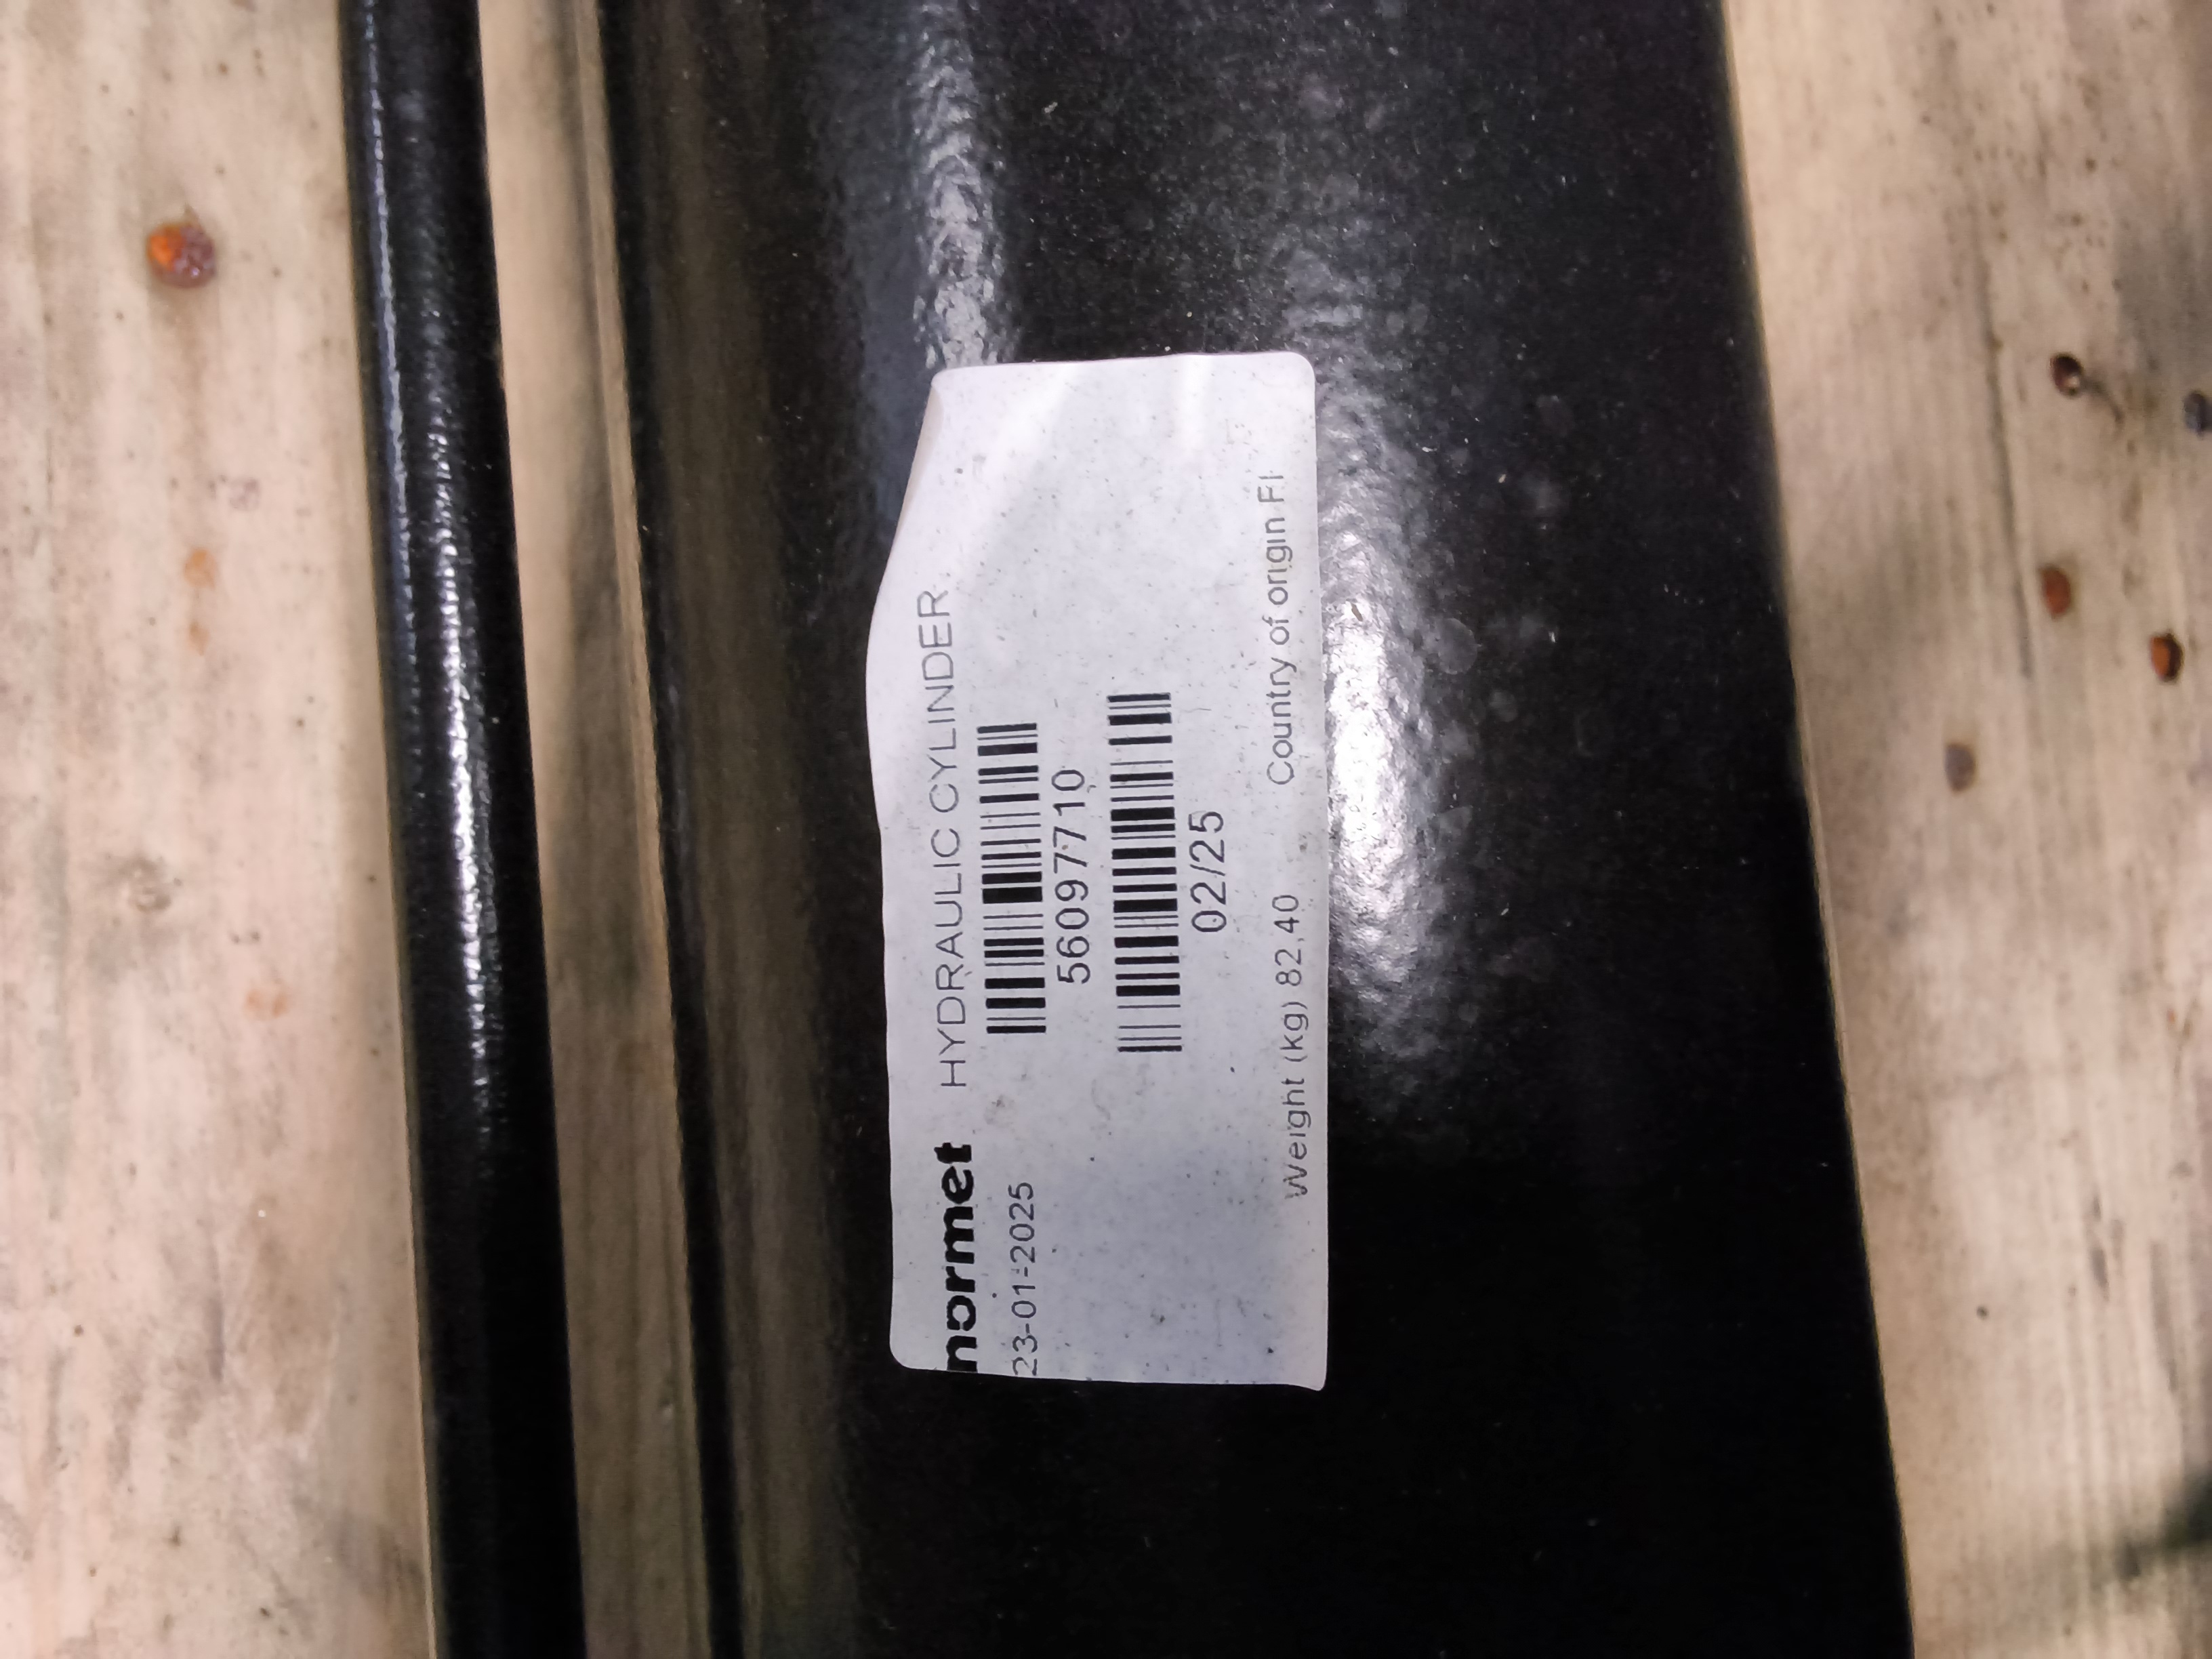 normet HYDRAULIC CYLINDER
23-01-2025
56097710
02/25
Weight (kg) 82,40 Country of origin FI